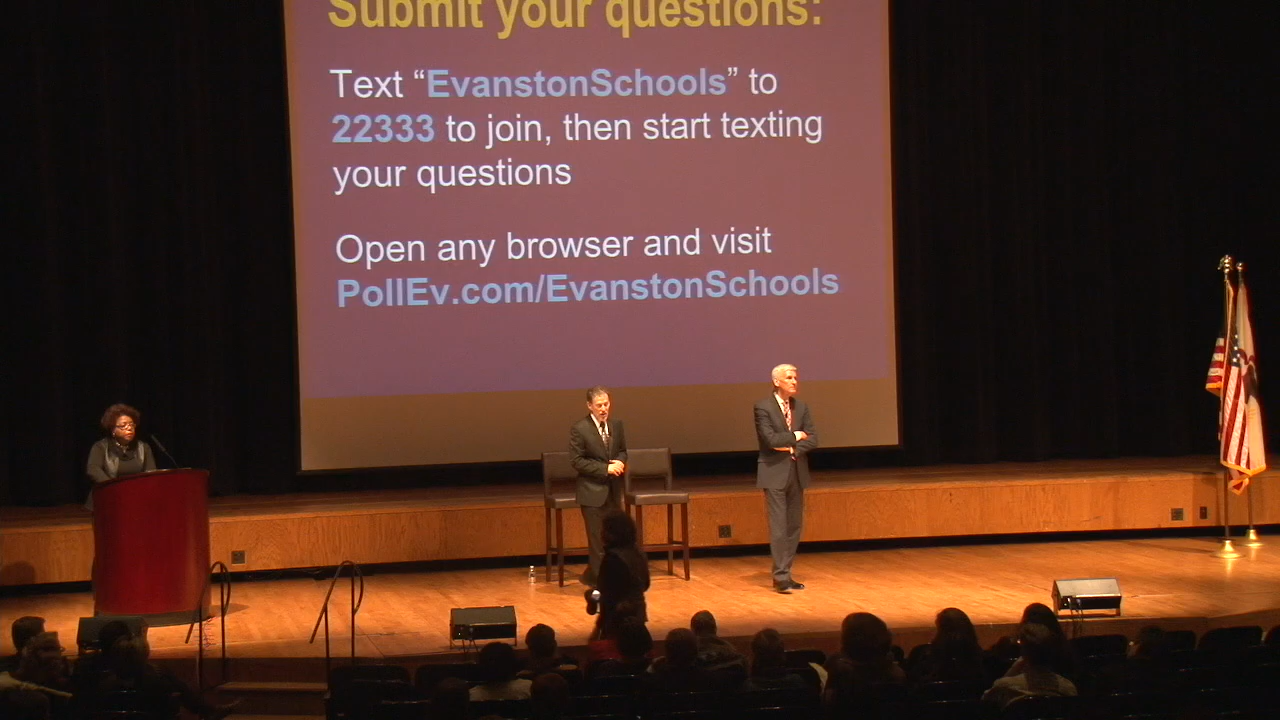 Submit your questions:
Text “EvanstonSchools” to
22333 to join, then start texting
your questions
Open any browser and visit
PollEv.com/EvanstonSchools